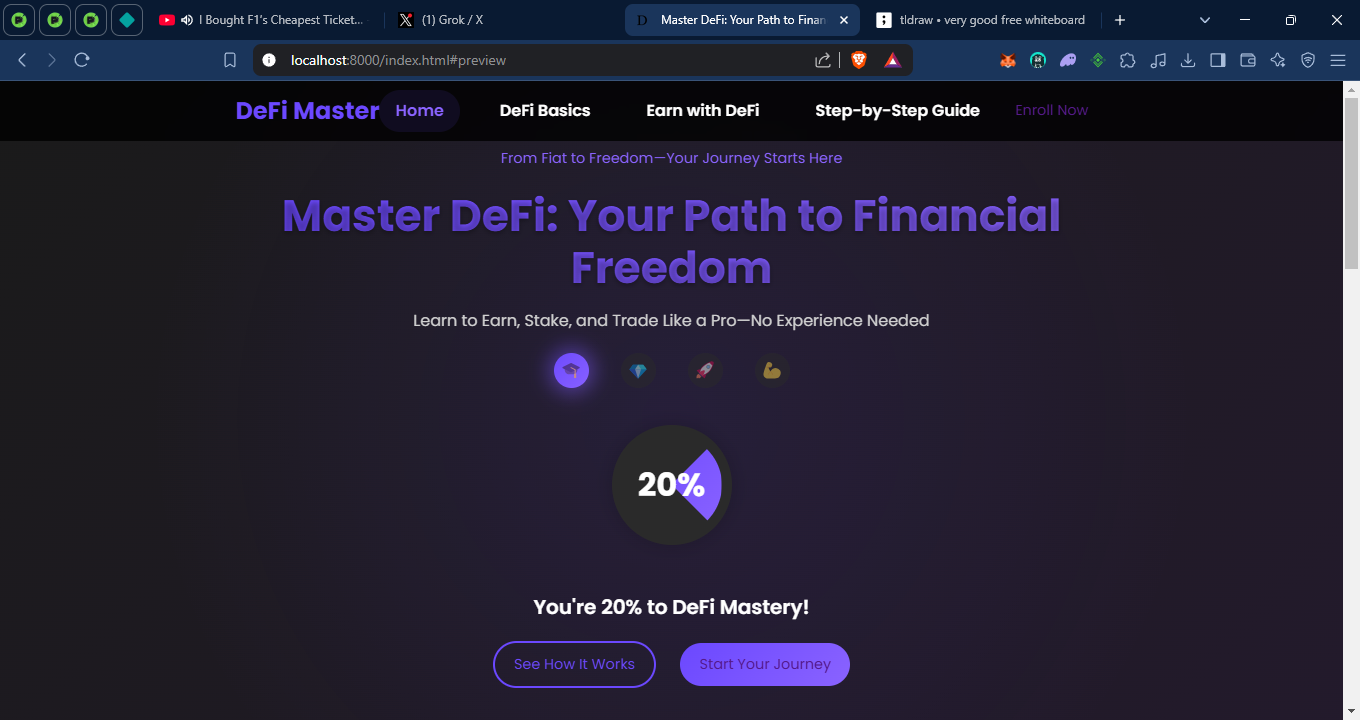 I Bought F1's Cheapest Ticket...
(1) Grok / X
D
Master DeFi: Your Path to Finan
tldraw • very good free whiteboard
localhost:8000/index.html#preview
DeFi Master
Home
DeFi Basics
Earn with DeFi
Step-by-Step Guide
Enroll Now
From Fiat to Freedom—Your Journey Starts Here
Master DeFi: Your Path to Financial
Freedom
Learn to Earn, Stake, and Trade Like a Pro—No Experience Needed
20%
You're 20% to DeFi Mastery!
See How It Works
Start Your Journey